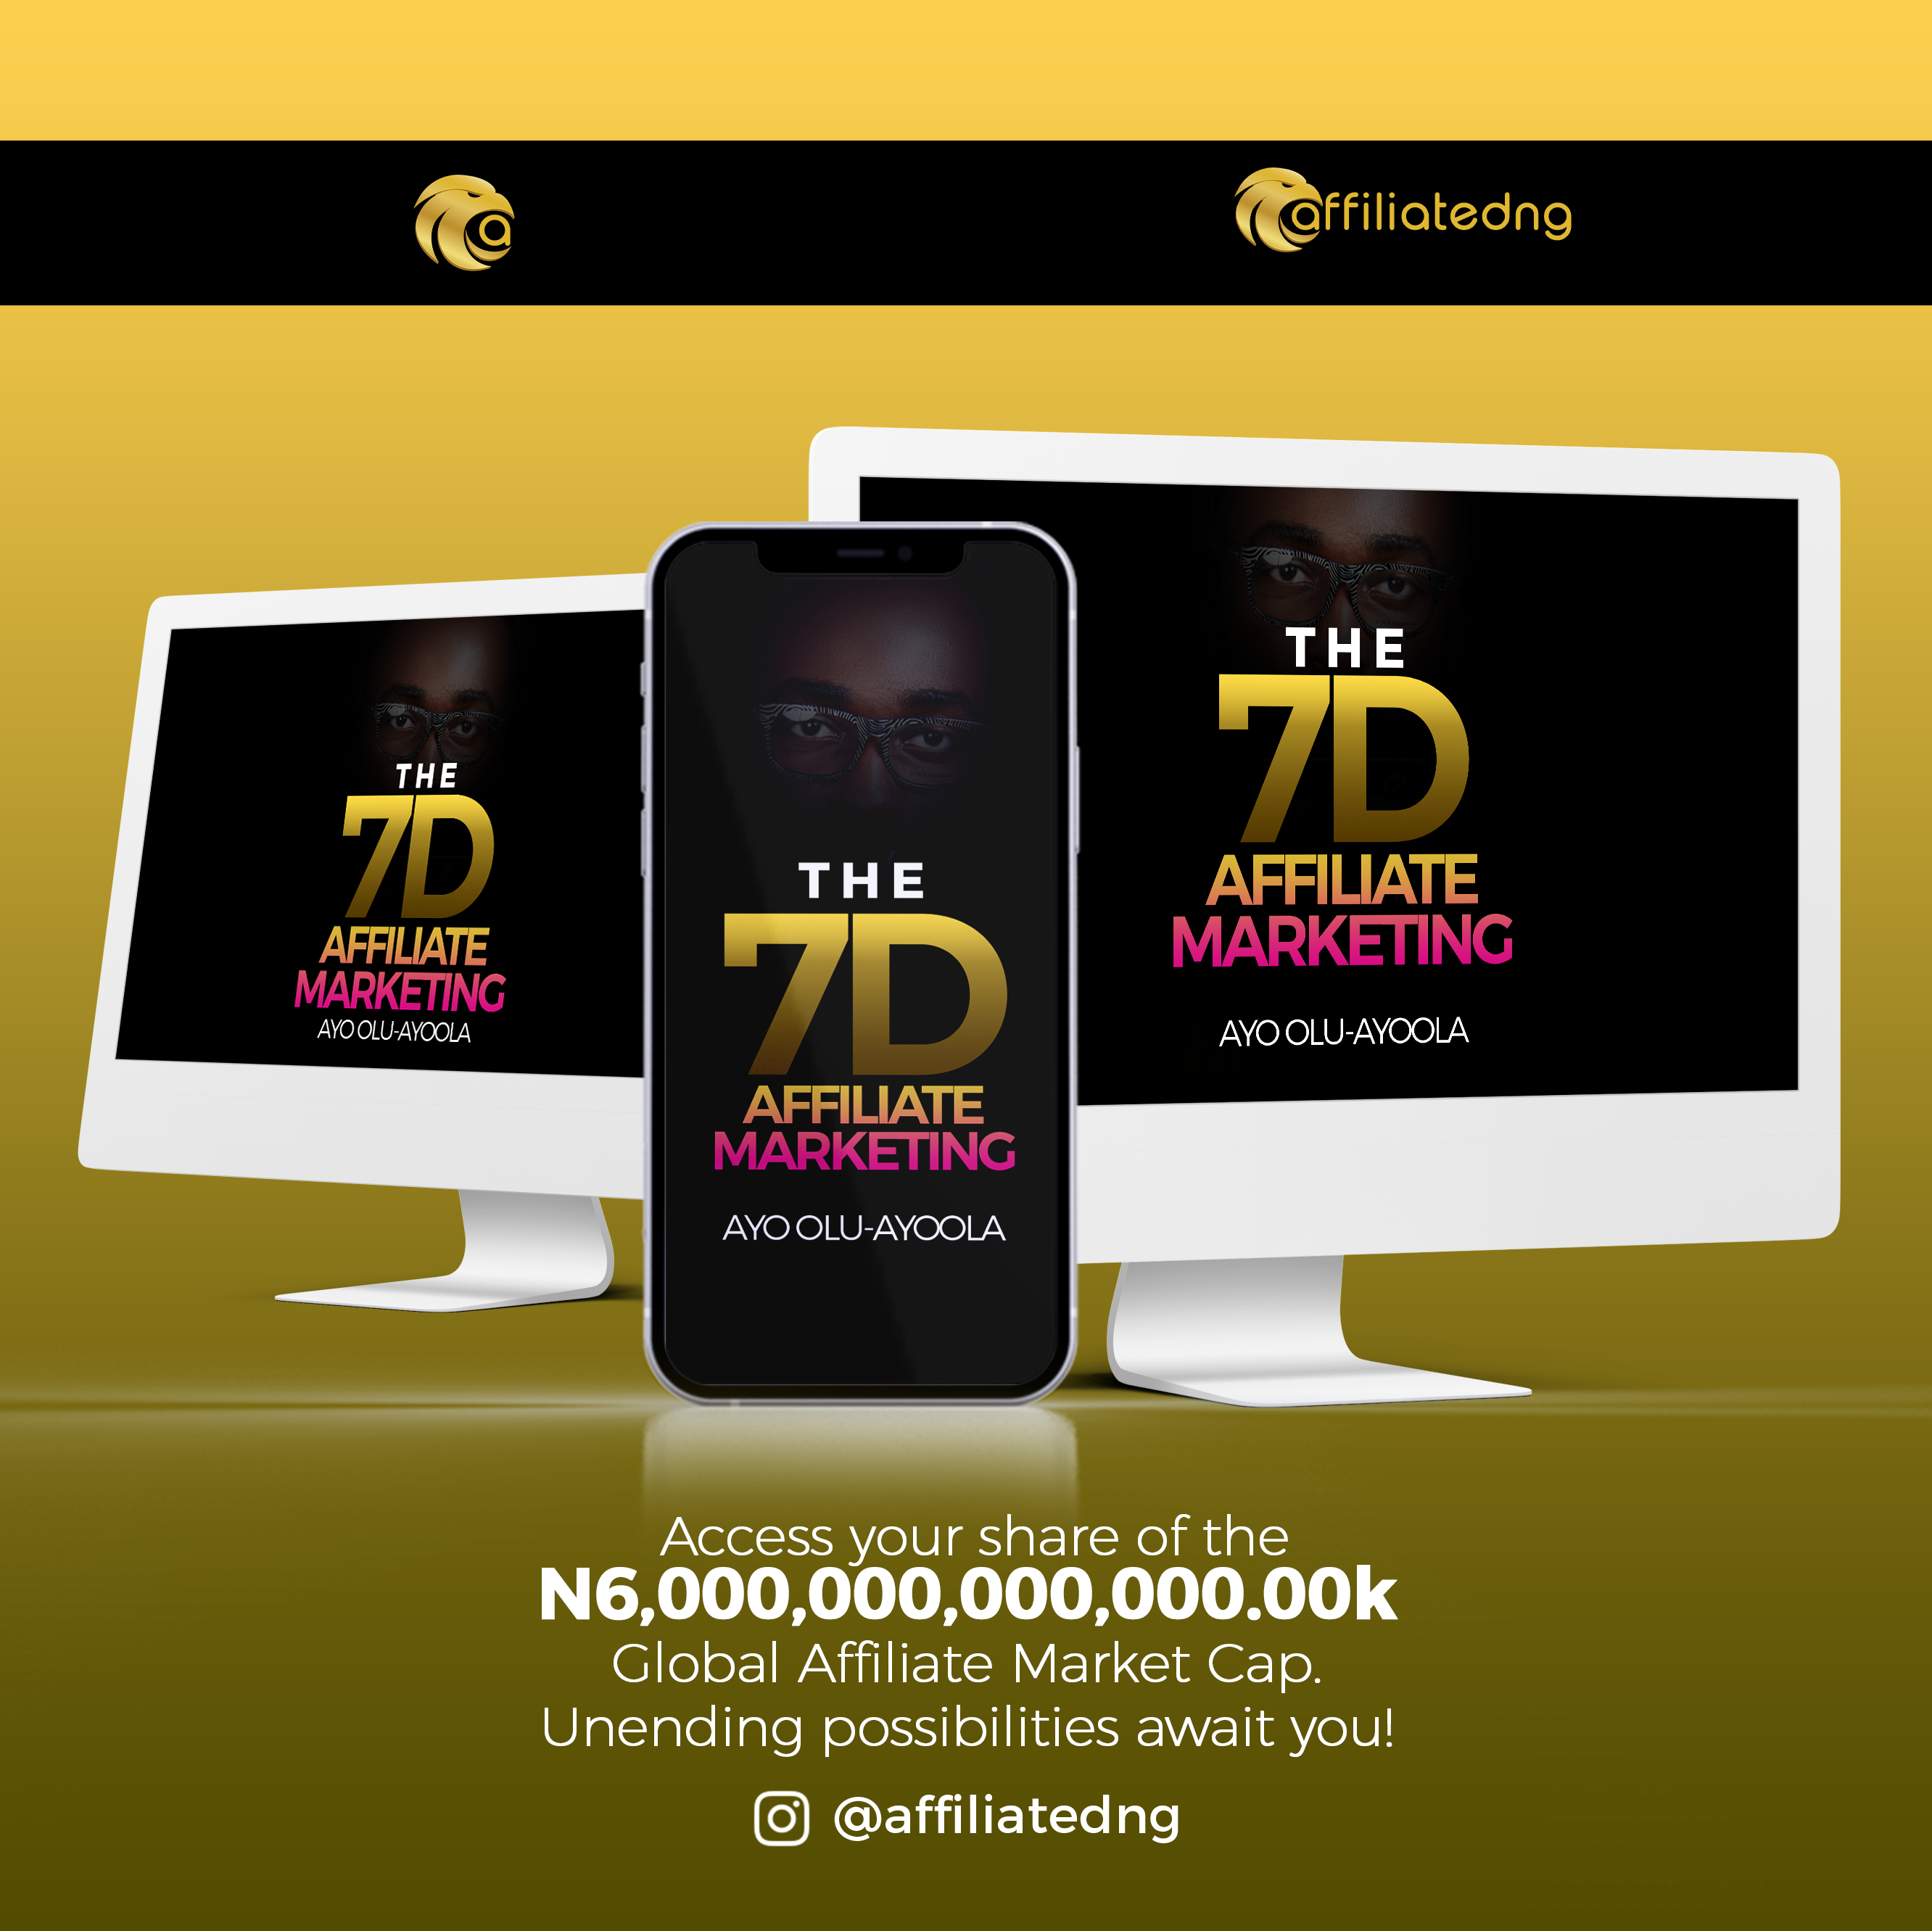 a
affiliatedng
THE
7D
AFFILIATE
MARKETING
AYO OLU-AYOOLA
THE
7D
AFFILIATE
MARKETING
AYO OLU-AYOOLA
THE
7D
AFFILIATE
MARKETING
AYO OLU-AYOOLA
Access your share of the
N6,000,000,000,000.00k
Global Affiliate Market Cap.
Unending possibilities await you!
@affiliatedng